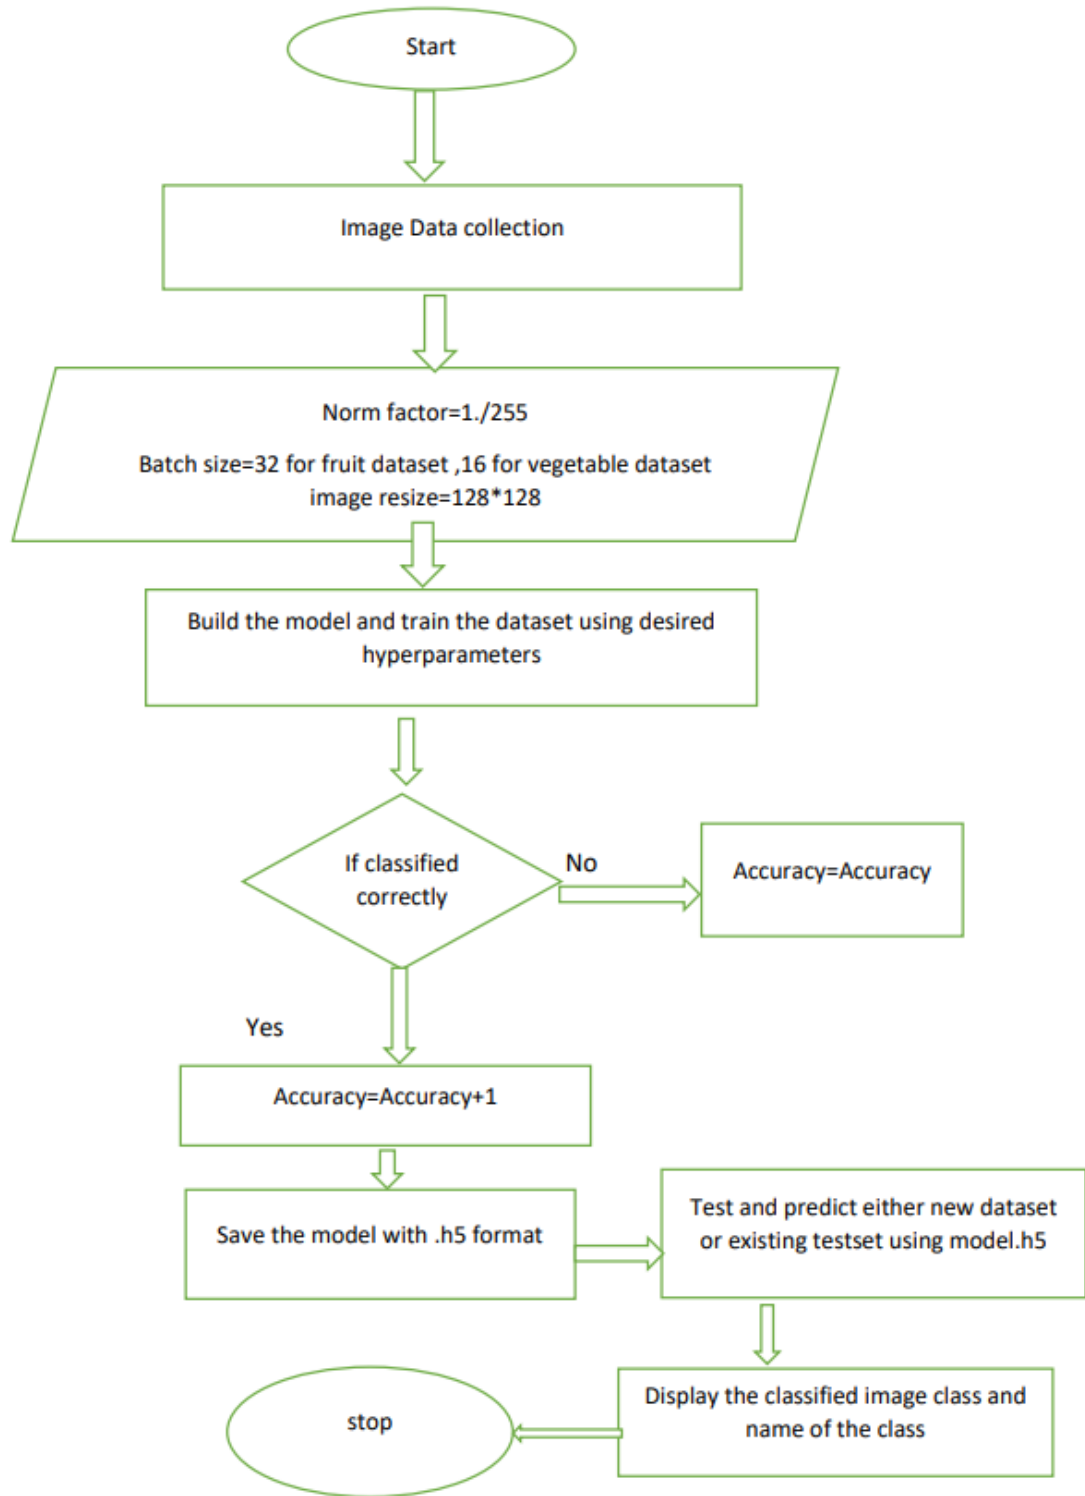 Start
Image Data collection
Norm factor=1./255
Batch size=32 for fruit dataset ,16 for vegetable dataset
image resize=128*128
Build the model and train the dataset using desired
hyperparameters
If classified
correctly
No
Accuracy=Accuracy
Yes
Accuracy=Accuracy+1
Save the model with .h5 format
Test and predict either new dataset
or existing testset using model.h5
Display the classified image class and
name of the class
stop